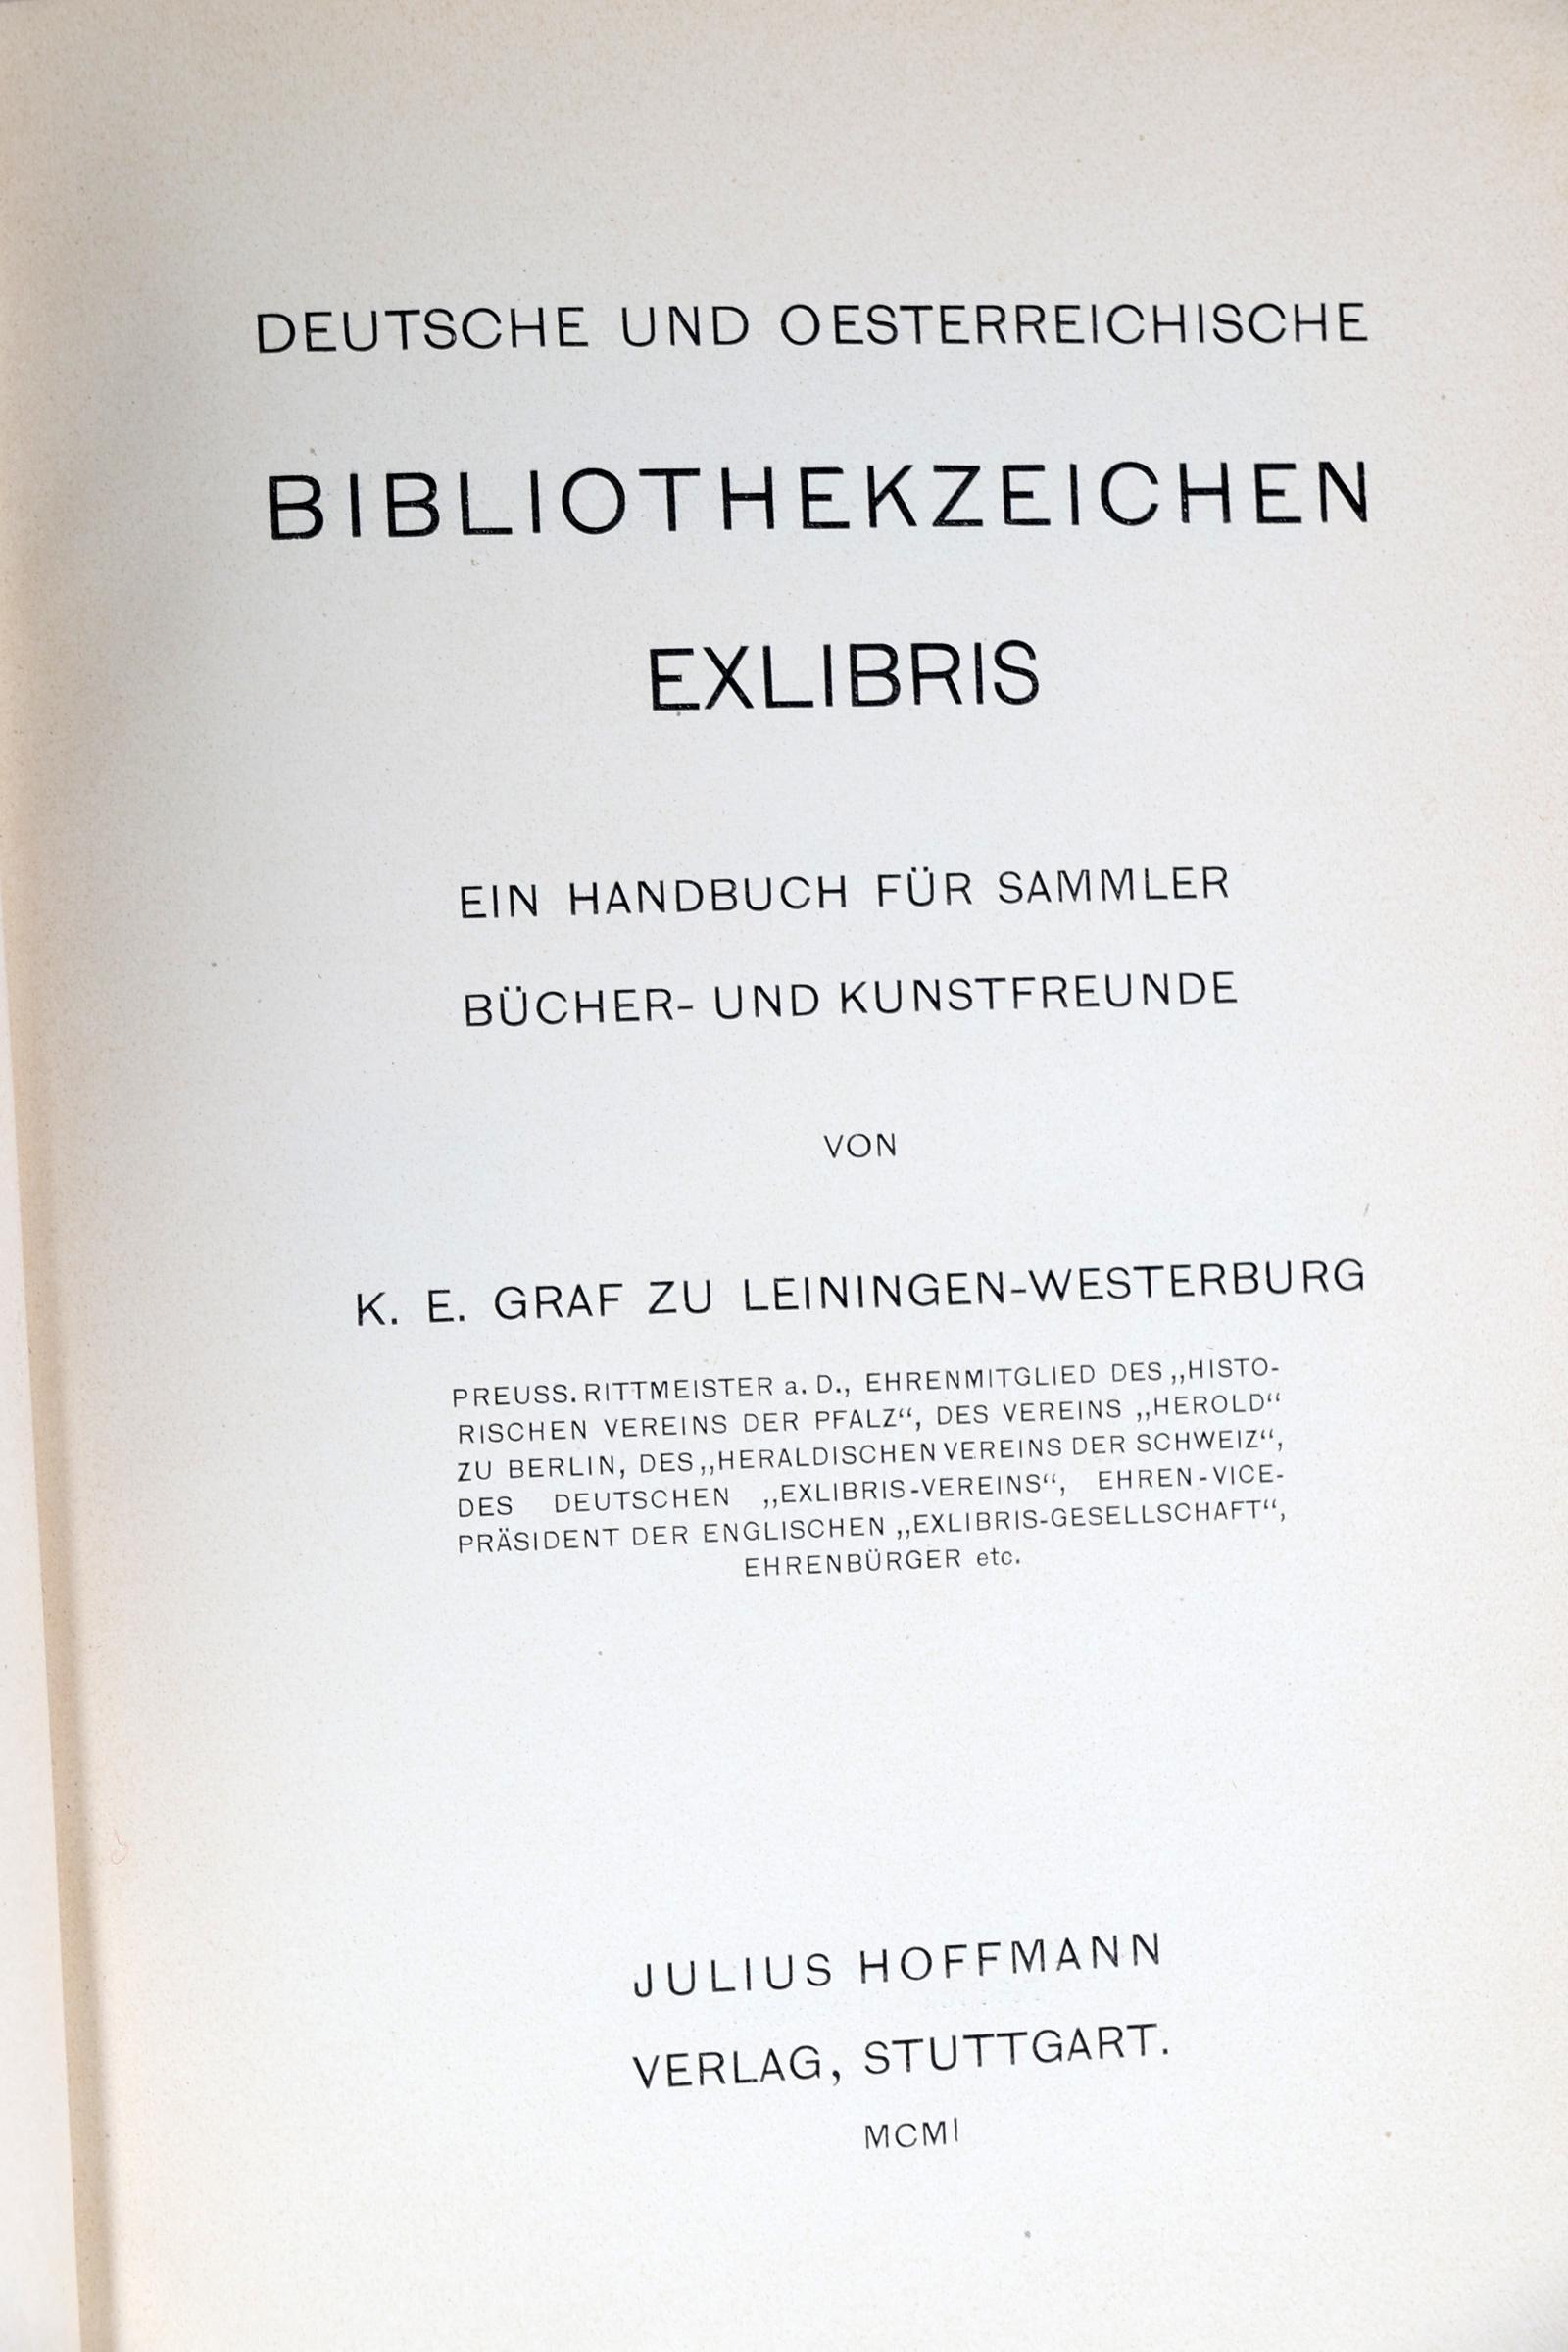 DEUTSCHE UND OESTERREICHISCHE
BIBLIOTHEKZEICHEN
EXLIBRIS
EIN HANDBUCH FÜR SAMMLER
BÜCHER- UND KUNSTFREUNDE
VON
K. E. GRAF ZU LEININGEN-WESTERBURG
PREUSS. RITTMEISTER a. D., EHRENMITGLIED DES „HISTO-
RISCHEN VEREINS DER PFALZ“, DES VEREINS „HEROLD“
ZU BERLIN, DES „HERALDISCHEN VEREINS DER SCHWEIZ“,
DES DEUTSCHEN „EXLIBRIS-VEREINS“, EHREN-VICE-
PRÄSIDENT DER ENGLISCHEN „EXLIBRIS-GESELLSCHAFT“,
EHRENBÜRGER etc.
JULIUS HOFFMANN
VERLAG, STUTTGART.
MCMI